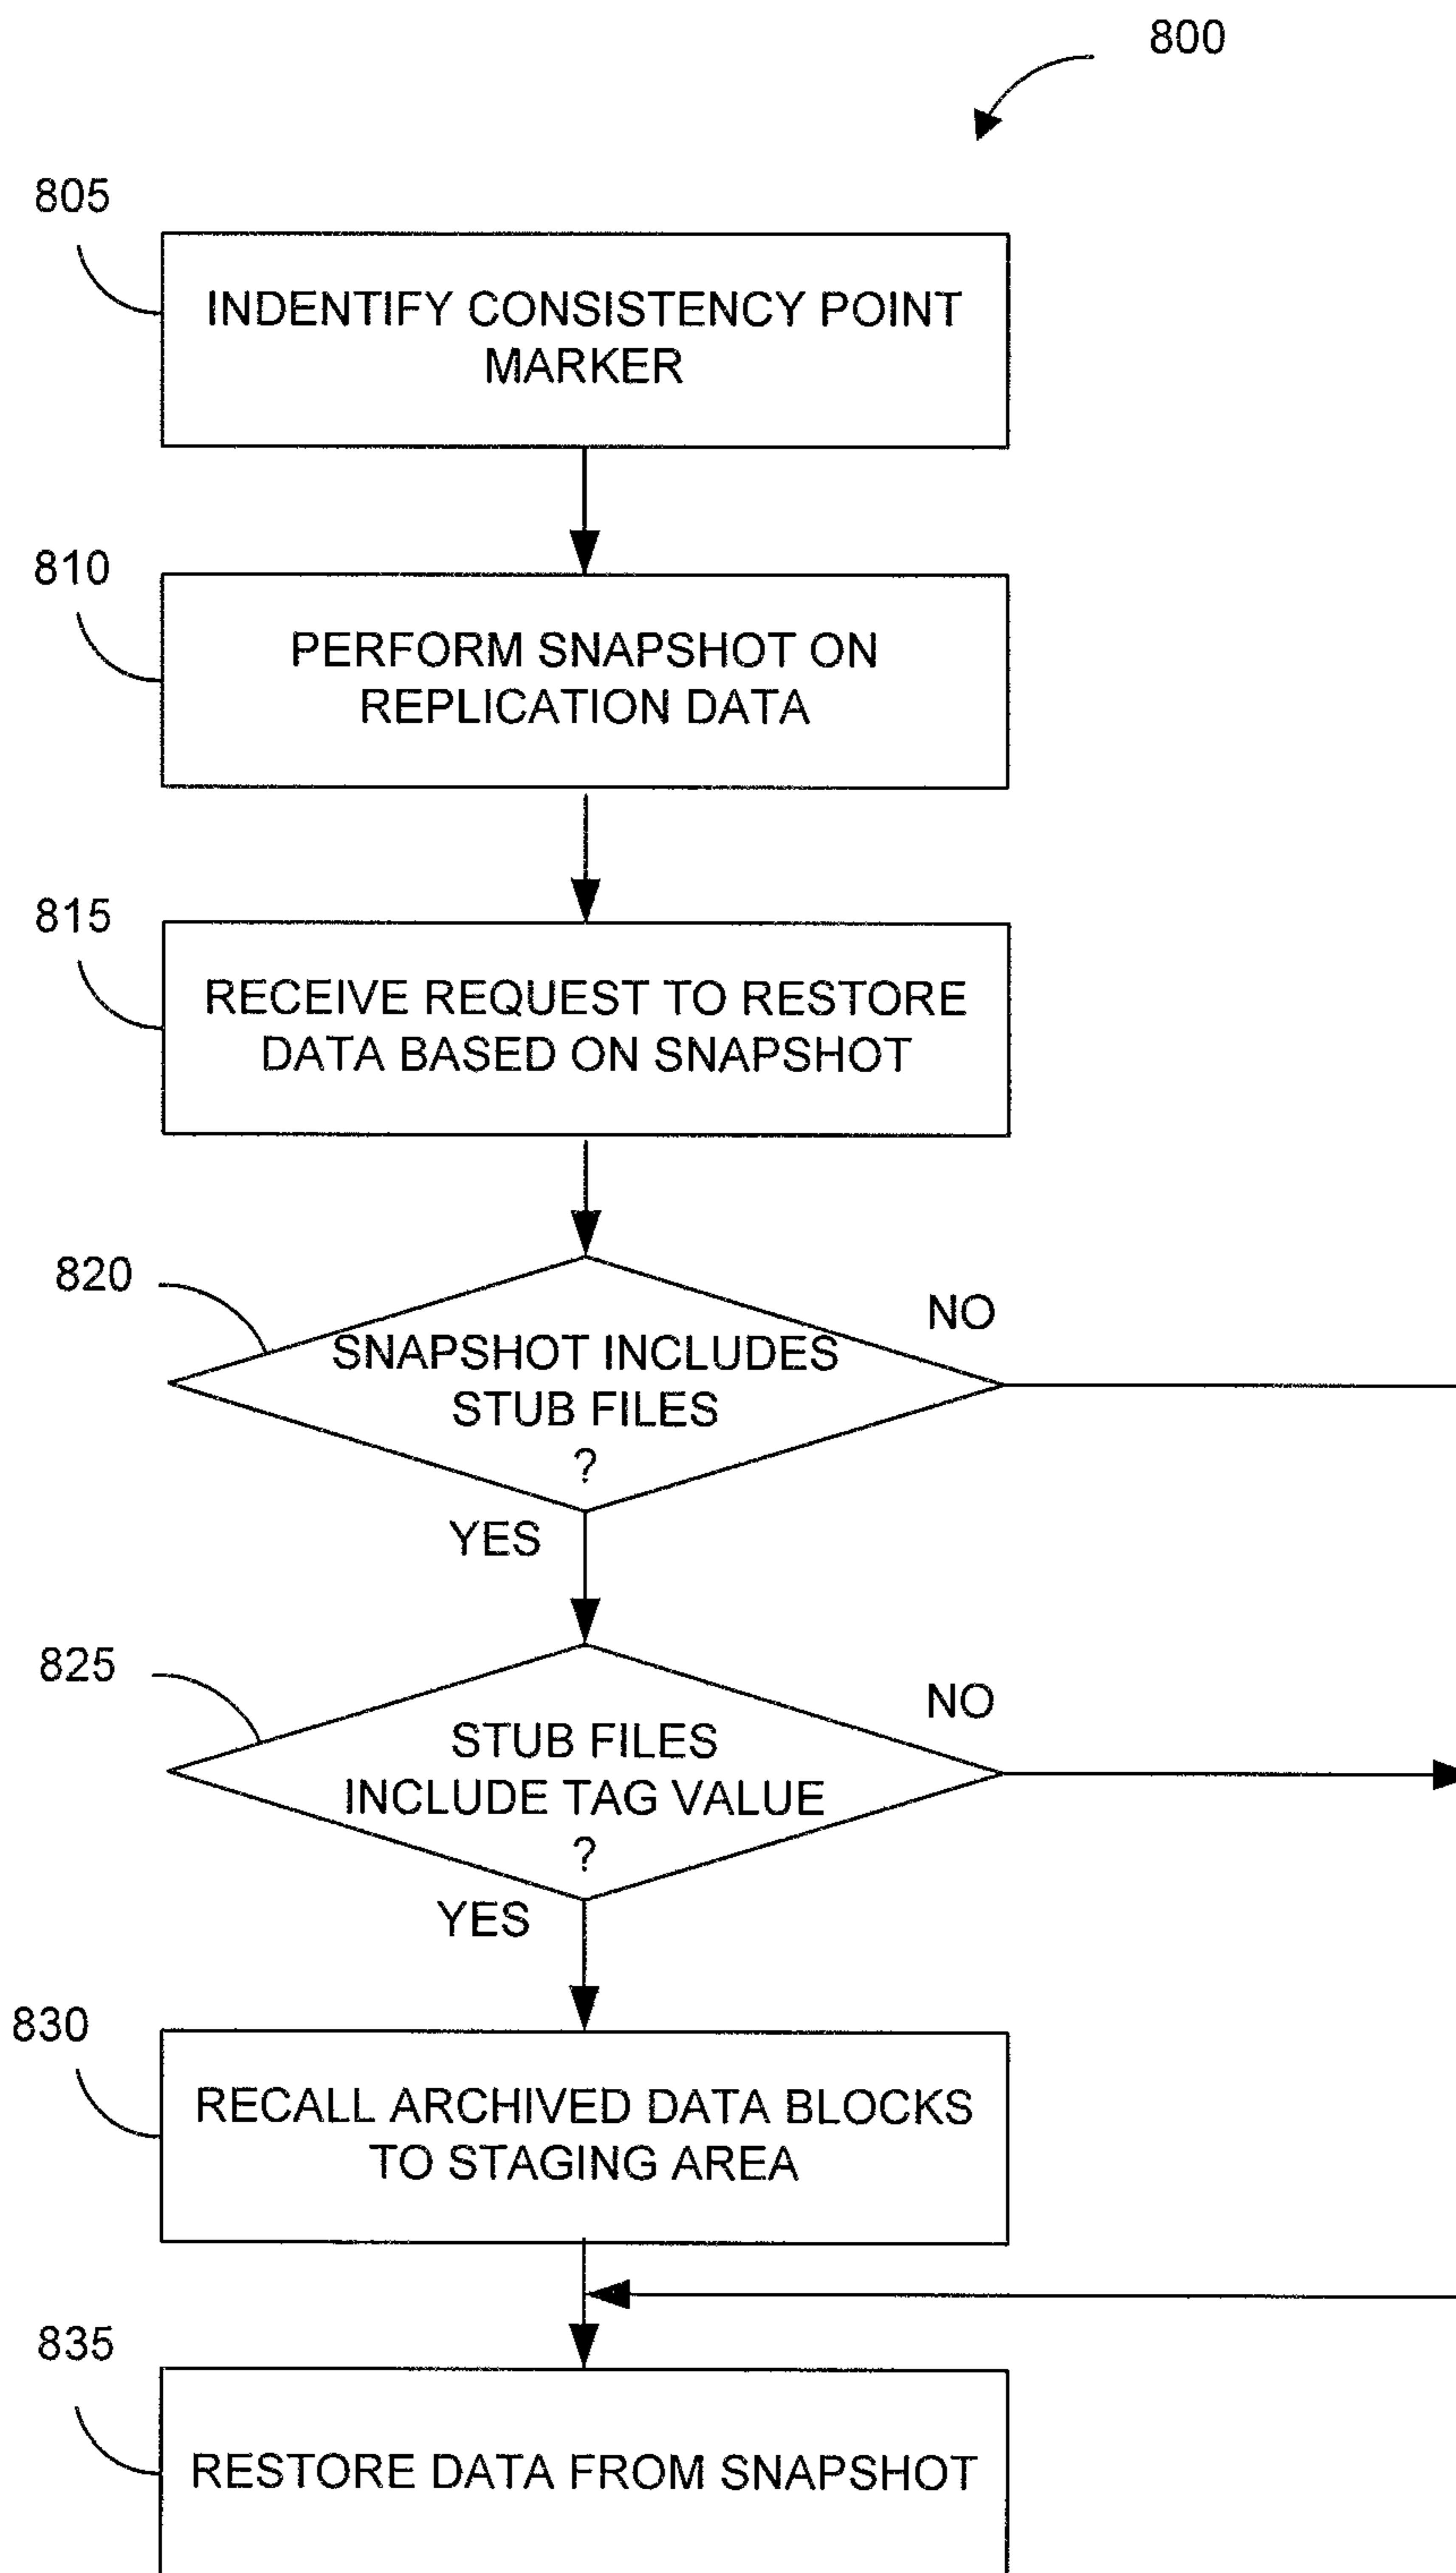 800
805
INDENTIFY CONSISTENCY POINT
MARKER
810
PERFORM SNAPSHOT ON
REPLICATION DATA
815
RECEIVE REQUEST TO RESTORE
DATA BASED ON SNAPSHOT
820
NO
SNAPSHOT INCLUDES
STUB FILES
?
YES
825
NO
STUB FILES
INCLUDE TAG VALUE
?
YES
830
RECALL ARCHIVED DATA BLOCKS
TO STAGING AREA
835
RESTORE DATA FROM SNAPSHOT